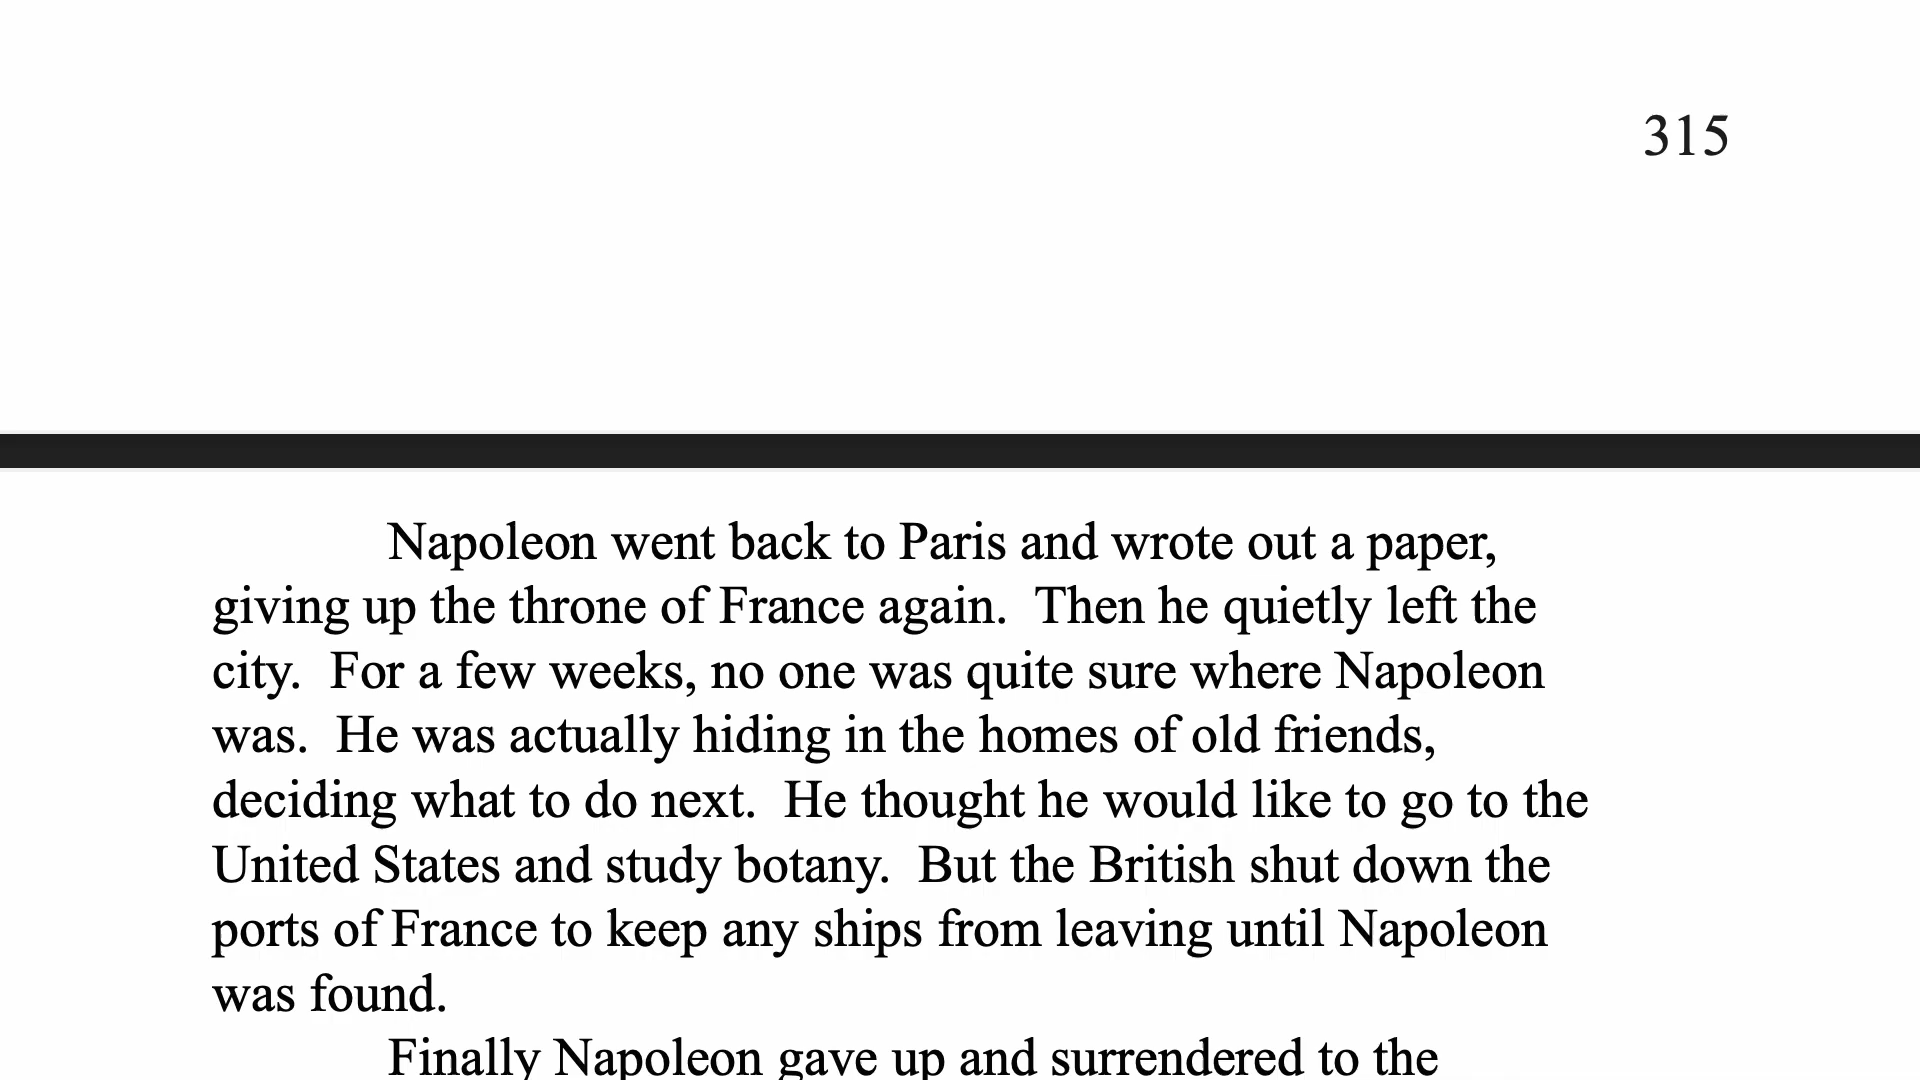 315
Napoleon went back to Paris and wrote out a paper,
giving up the throne of France again.  Then he quietly left the
city.  For a few weeks, no one was quite sure where Napoleon
was.  He was actually hiding in the homes of old friends,
deciding what to do next.  He thought he would like to go to the
United States and study botany.  But the British shut down the
ports of France to keep any ships from leaving until Napoleon
was found.
Finally Napoleon gave up and surrendered to the